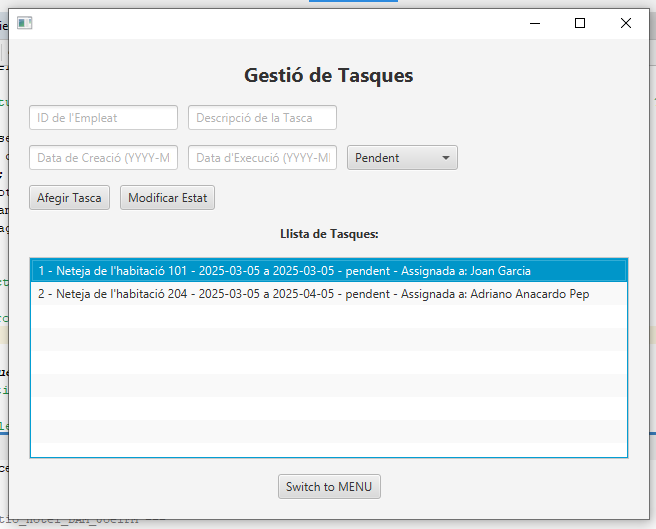 Gestió de Tasques
ID de l'Empleat
Descripció de la Tasca
Data de Creació (YYYY-M
Data d'Execució (YYYY-M
Pendent
Afegir Tasca
Modificar Estat
Llista de Tasques:
1 - Neteja de l'habitació 101 - 2025-03-05 a 2025-03-05 - pendent - Assignada a: Joan Garcia
2 - Neteja de l'habitació 204 - 2025-03-05 a 2025-04-05 - pendent - Assignada a: Adriano Anacardo Pep
Switch to MENU